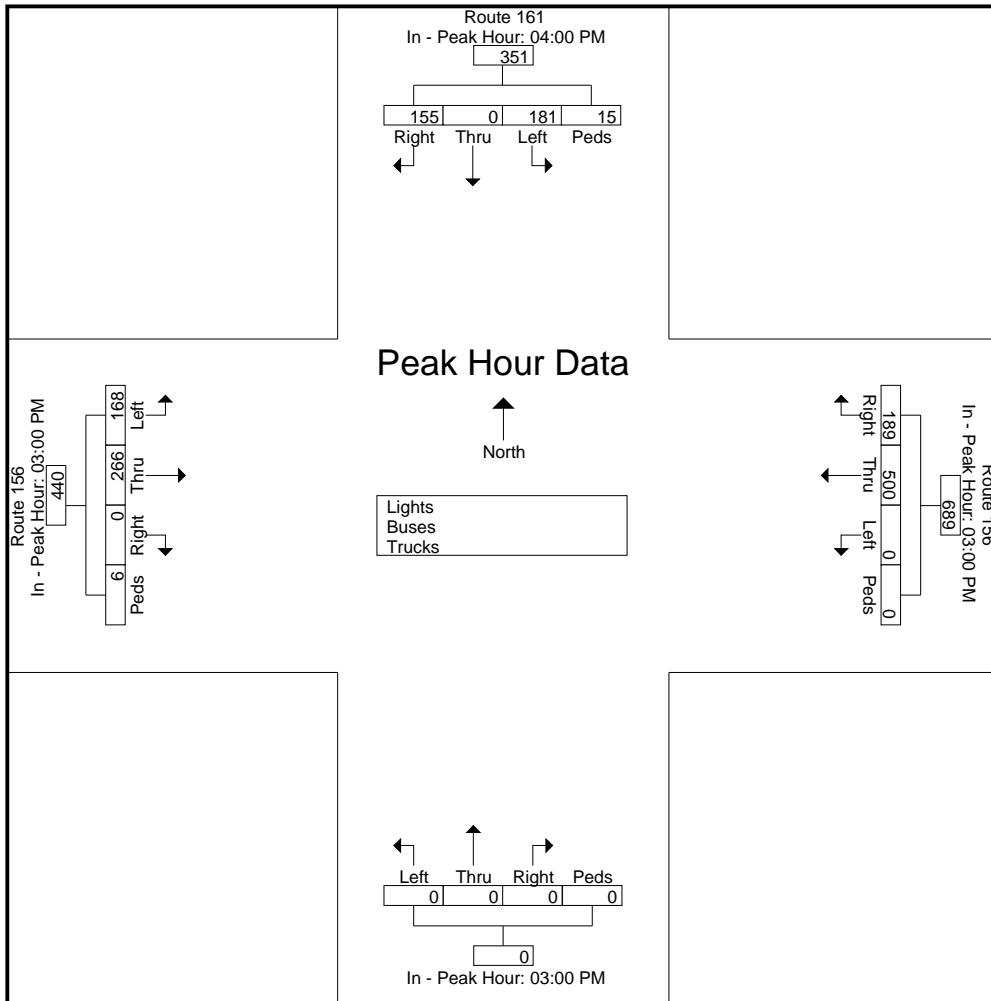 Route 161
In - Peak Hour: 04:00 PM
351
155 0 181 15
Right Thru Left Peds
Peak Hour Data
North
Lights
Buses
Trucks
Route 156
In - Peak Hour: 03:00 PM
440
168 266 0 6
Left Thru Right Peds
Route 156
In - Peak Hour: 03:00 PM
689
189 500 0 0
Right Thru Left Peds
Left Thru Right Peds
0 0 0 0
0
In - Peak Hour: 03:00 PM